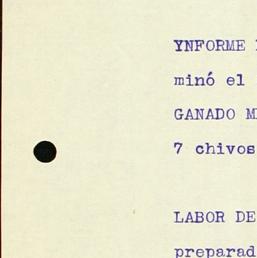 YNFORME
minó el
GANADO
7 chivos
LABOR DE
preparad